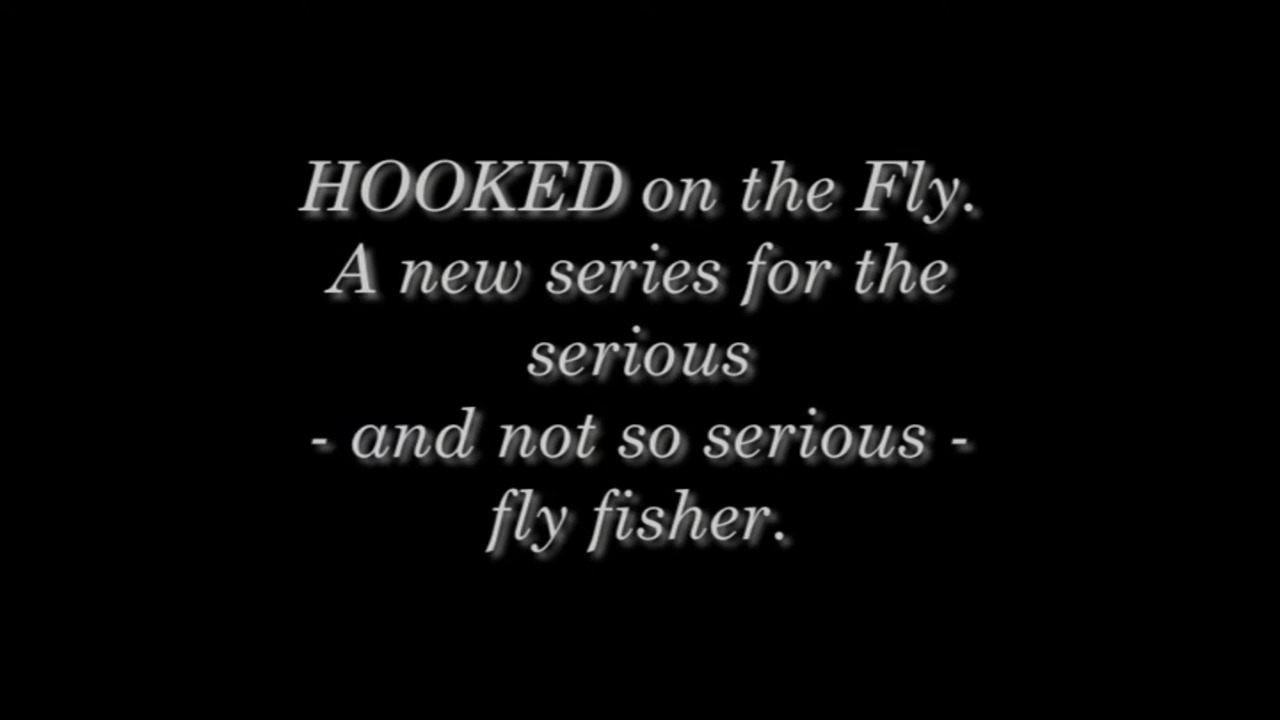 HOOKED on the Fly.
A new series for the
serious
- and not so serious -
fly fisher.